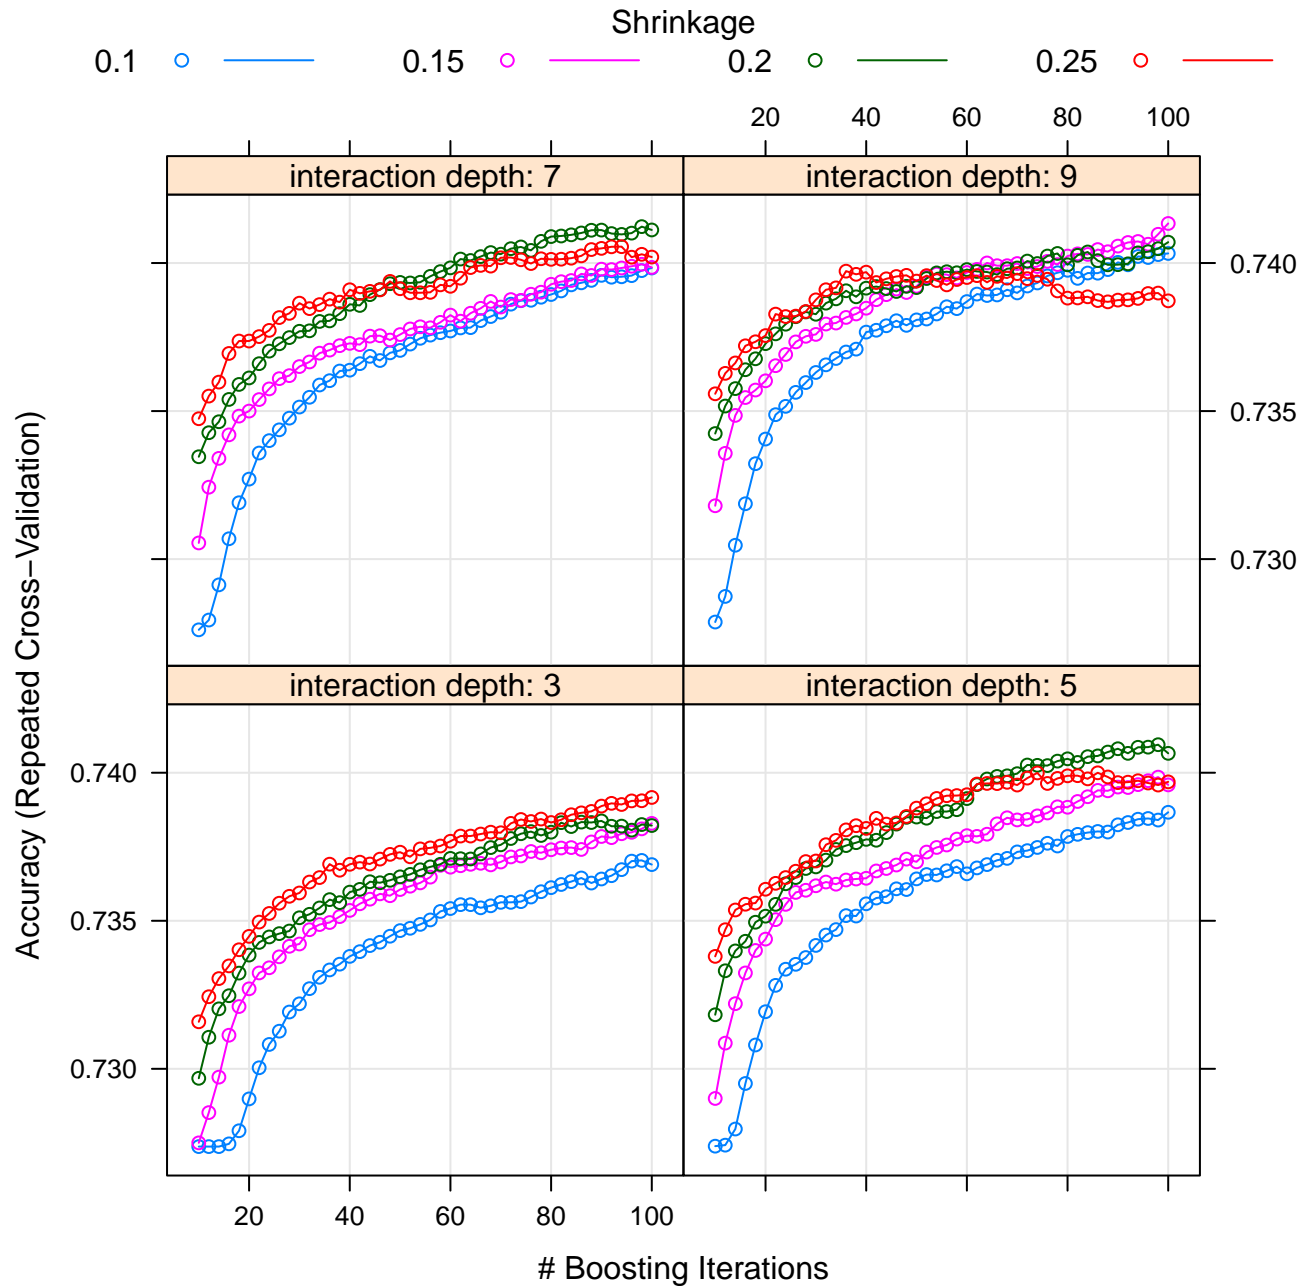 Shrinkage
0.1 0.15 0.2 0.25
20 40 60 80 100
interaction depth: 7 interaction depth: 9
0.740
0.735
0.730
interaction depth: 3 interaction depth: 5
0.740
0.735
0.730
20 40 60 80 100
# Boosting Iterations
Accuracy (Repeated Cross−Validation)